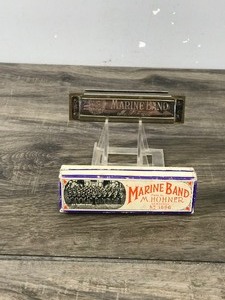 MARINE BAND
MARINE BAND
M. HOHNER
No 1896